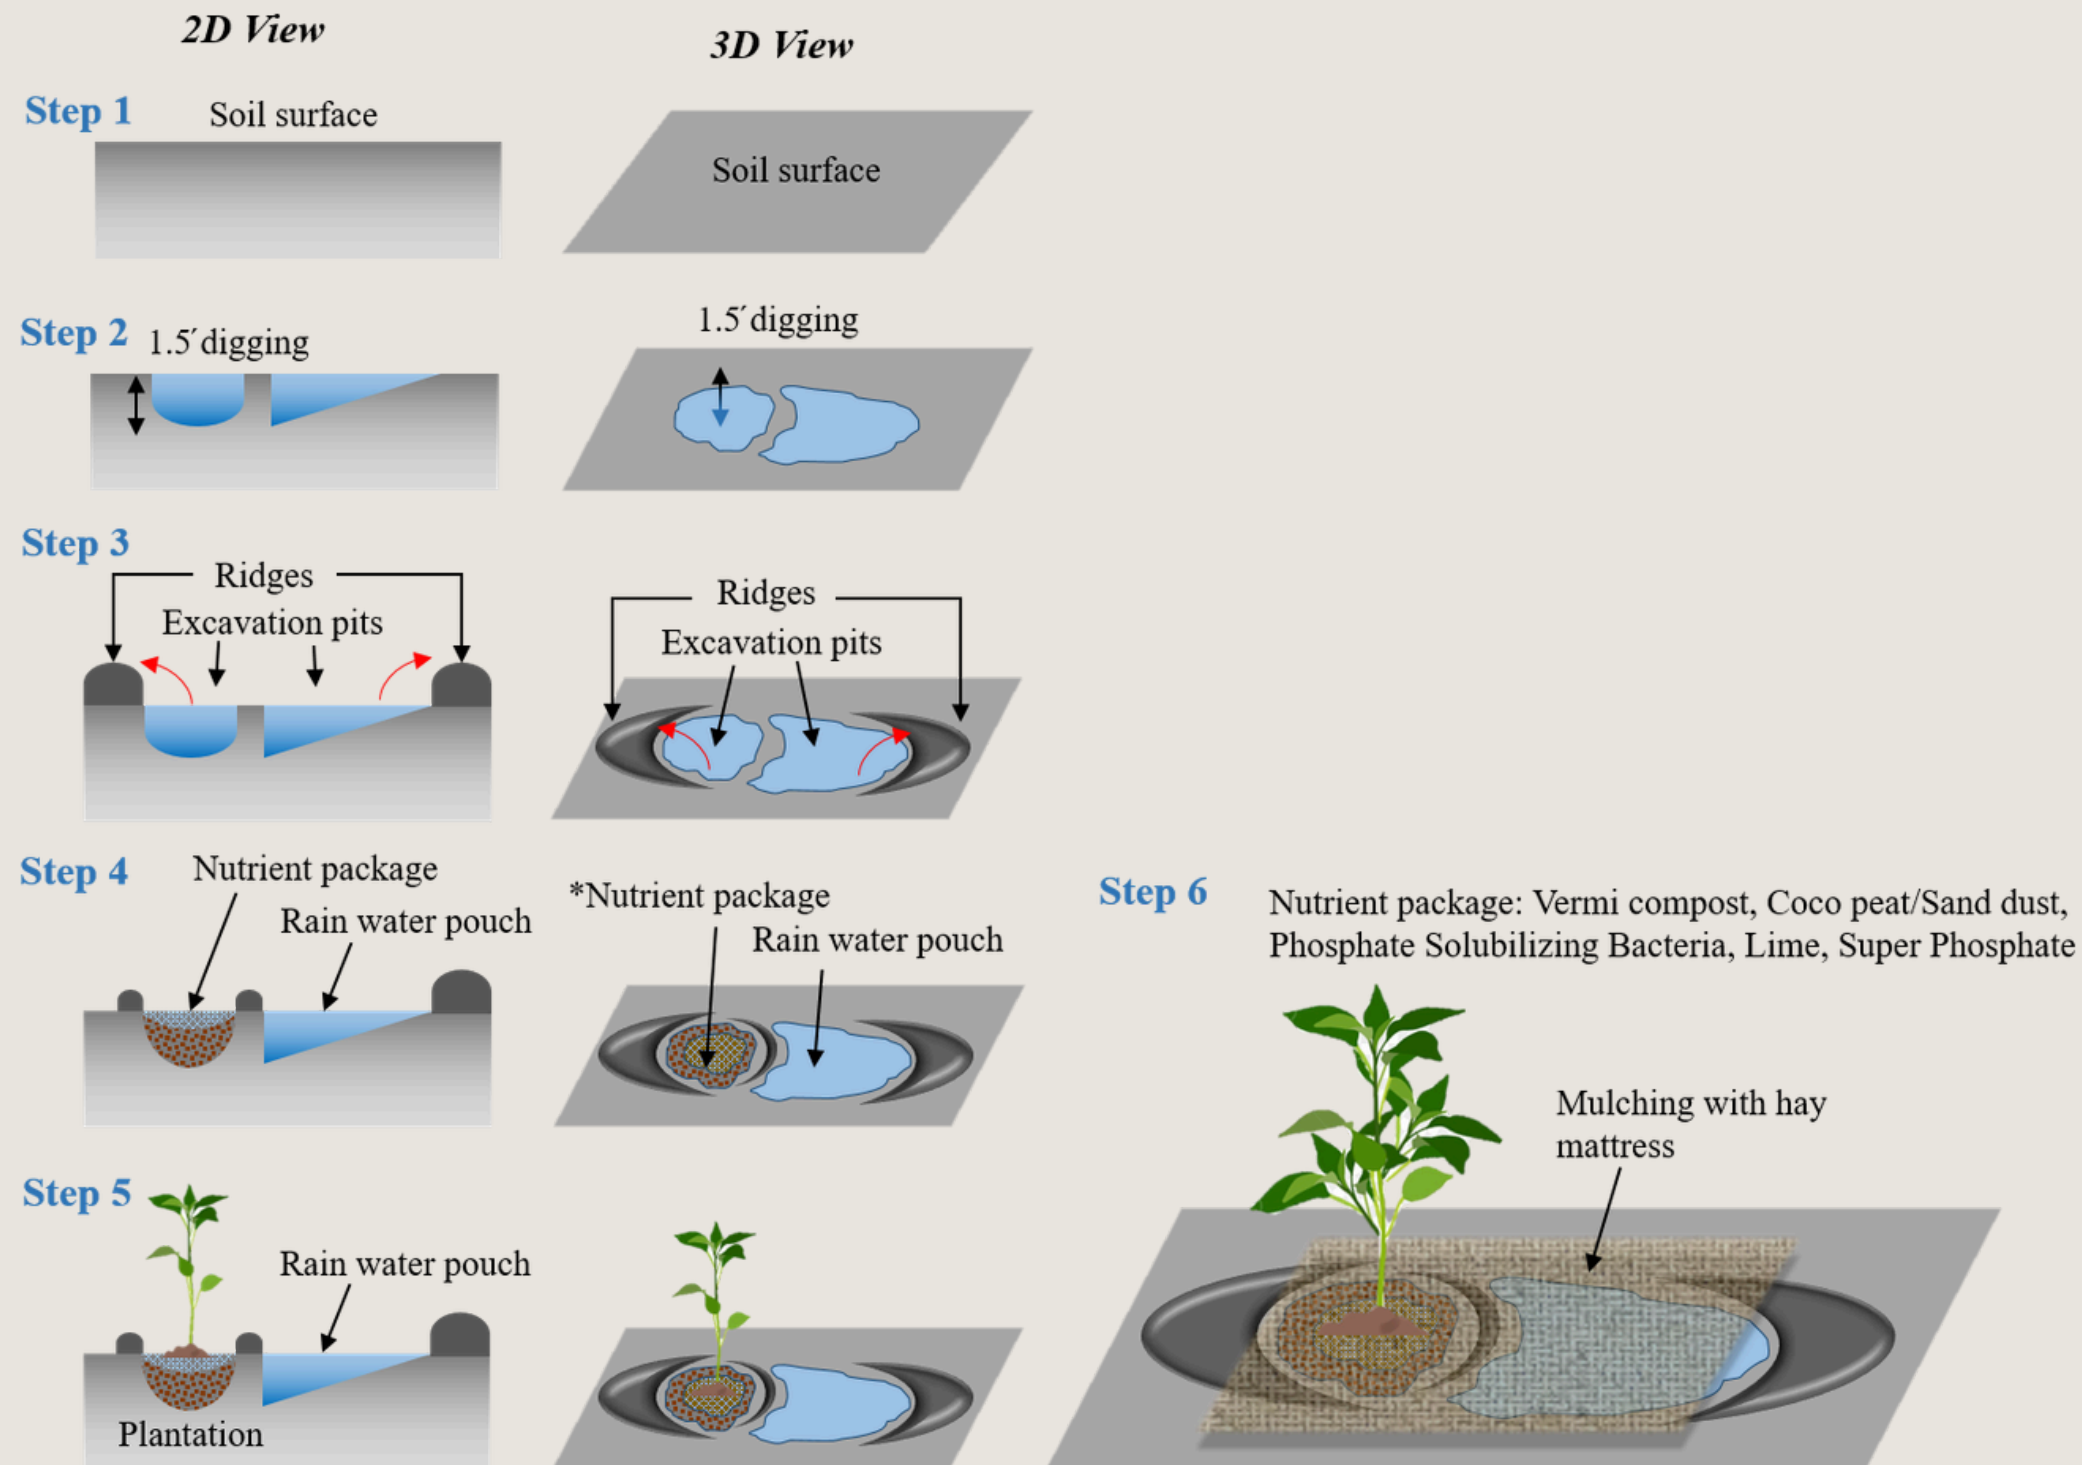 2D View
3D View
Step 1
Soil surface
Soil surface
Step 2
1.5´digging
1.5´digging
Step 3
Ridges
Excavation pits
Ridges
Excavation pits
Step 4
Nutrient package
Rain water pouch
*Nutrient package
Rain water pouch
Step 5
Rain water pouch
Plantation
Step 6
Nutrient package: Vermi compost, Coco peat/Sand dust,
Phosphate Solubilizing Bacteria, Lime, Super Phosphate
Mulching with hay
mattress